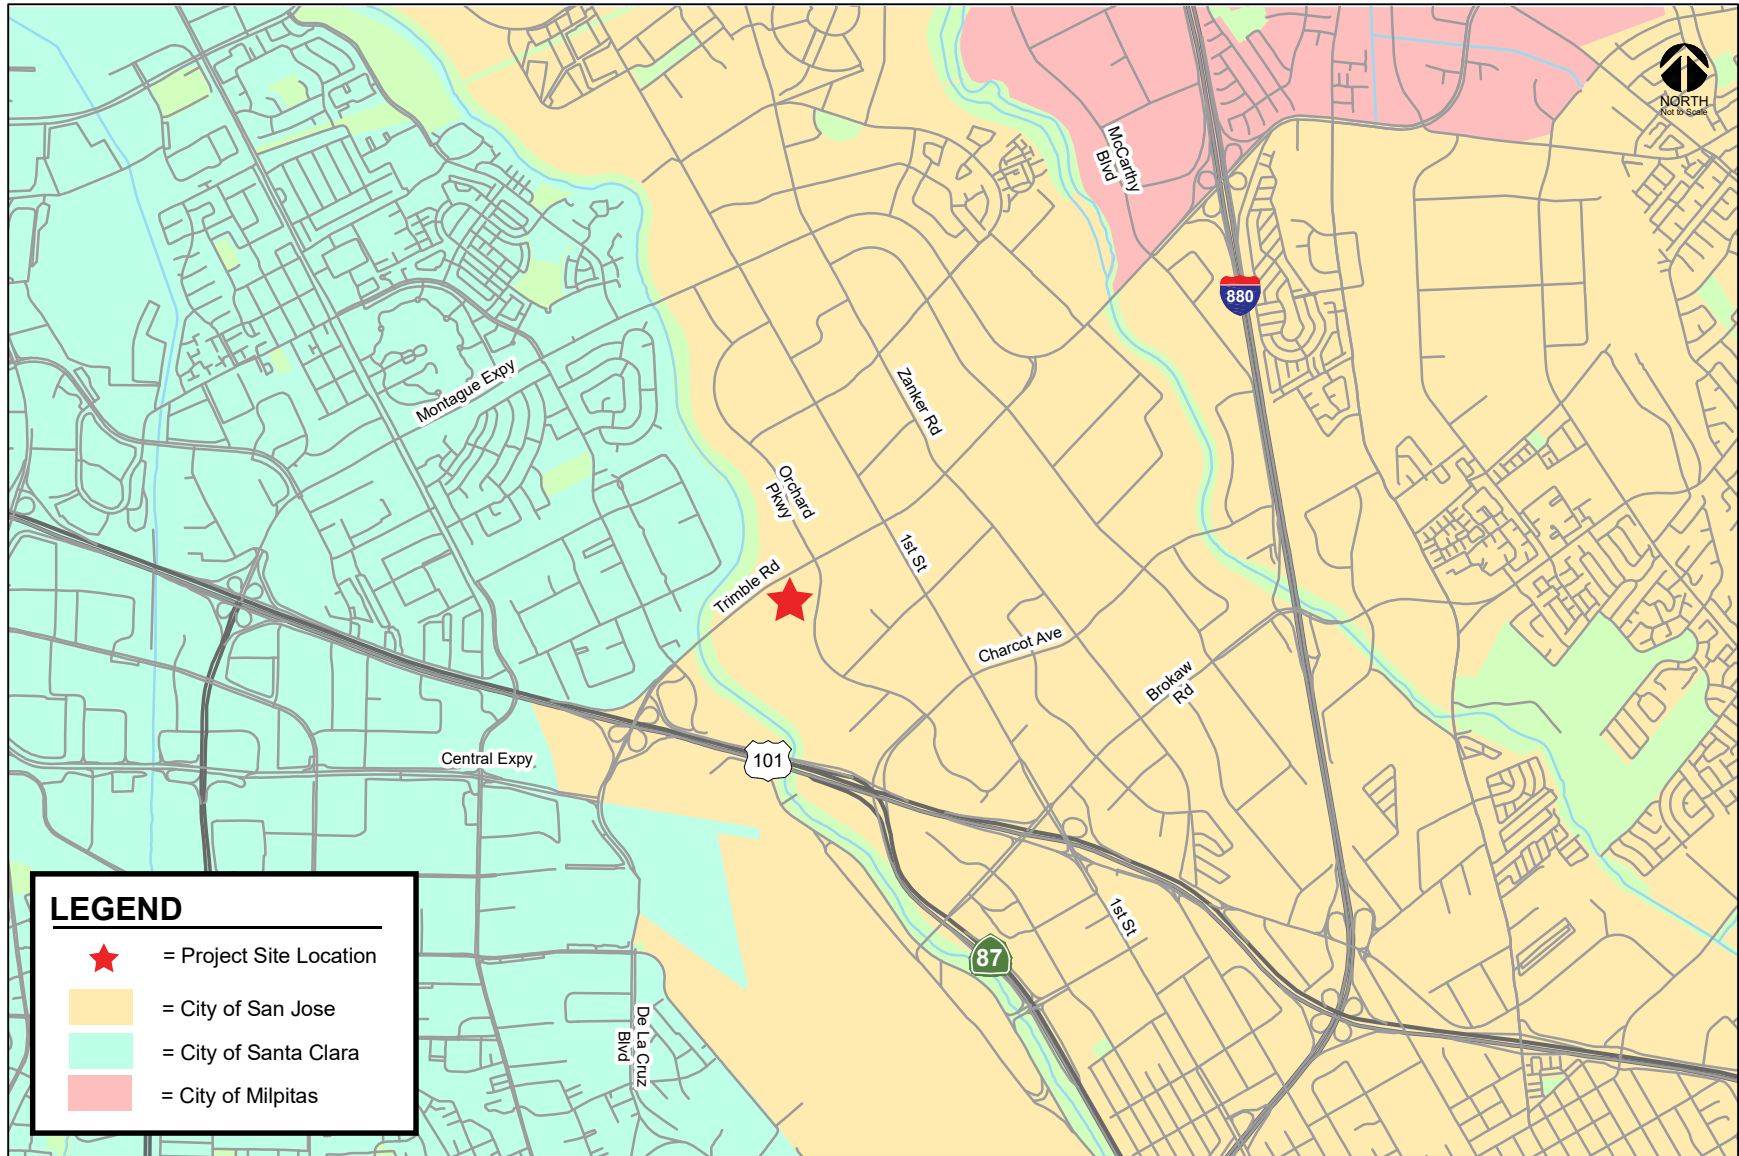 NORTH
Not to Scale
McCarthy
Blvd
880
Montague Expy
Zanker Rd
Orchard
Pkwy
1st St
Trimble Rd
Charcot Ave
Brokaw
Rd
Central Expy
101
1st St
87
De La Cruz
Blvd
LEGEND
= Project Site Location
= City of San Jose
= City of Santa Clara
= City of Milpitas